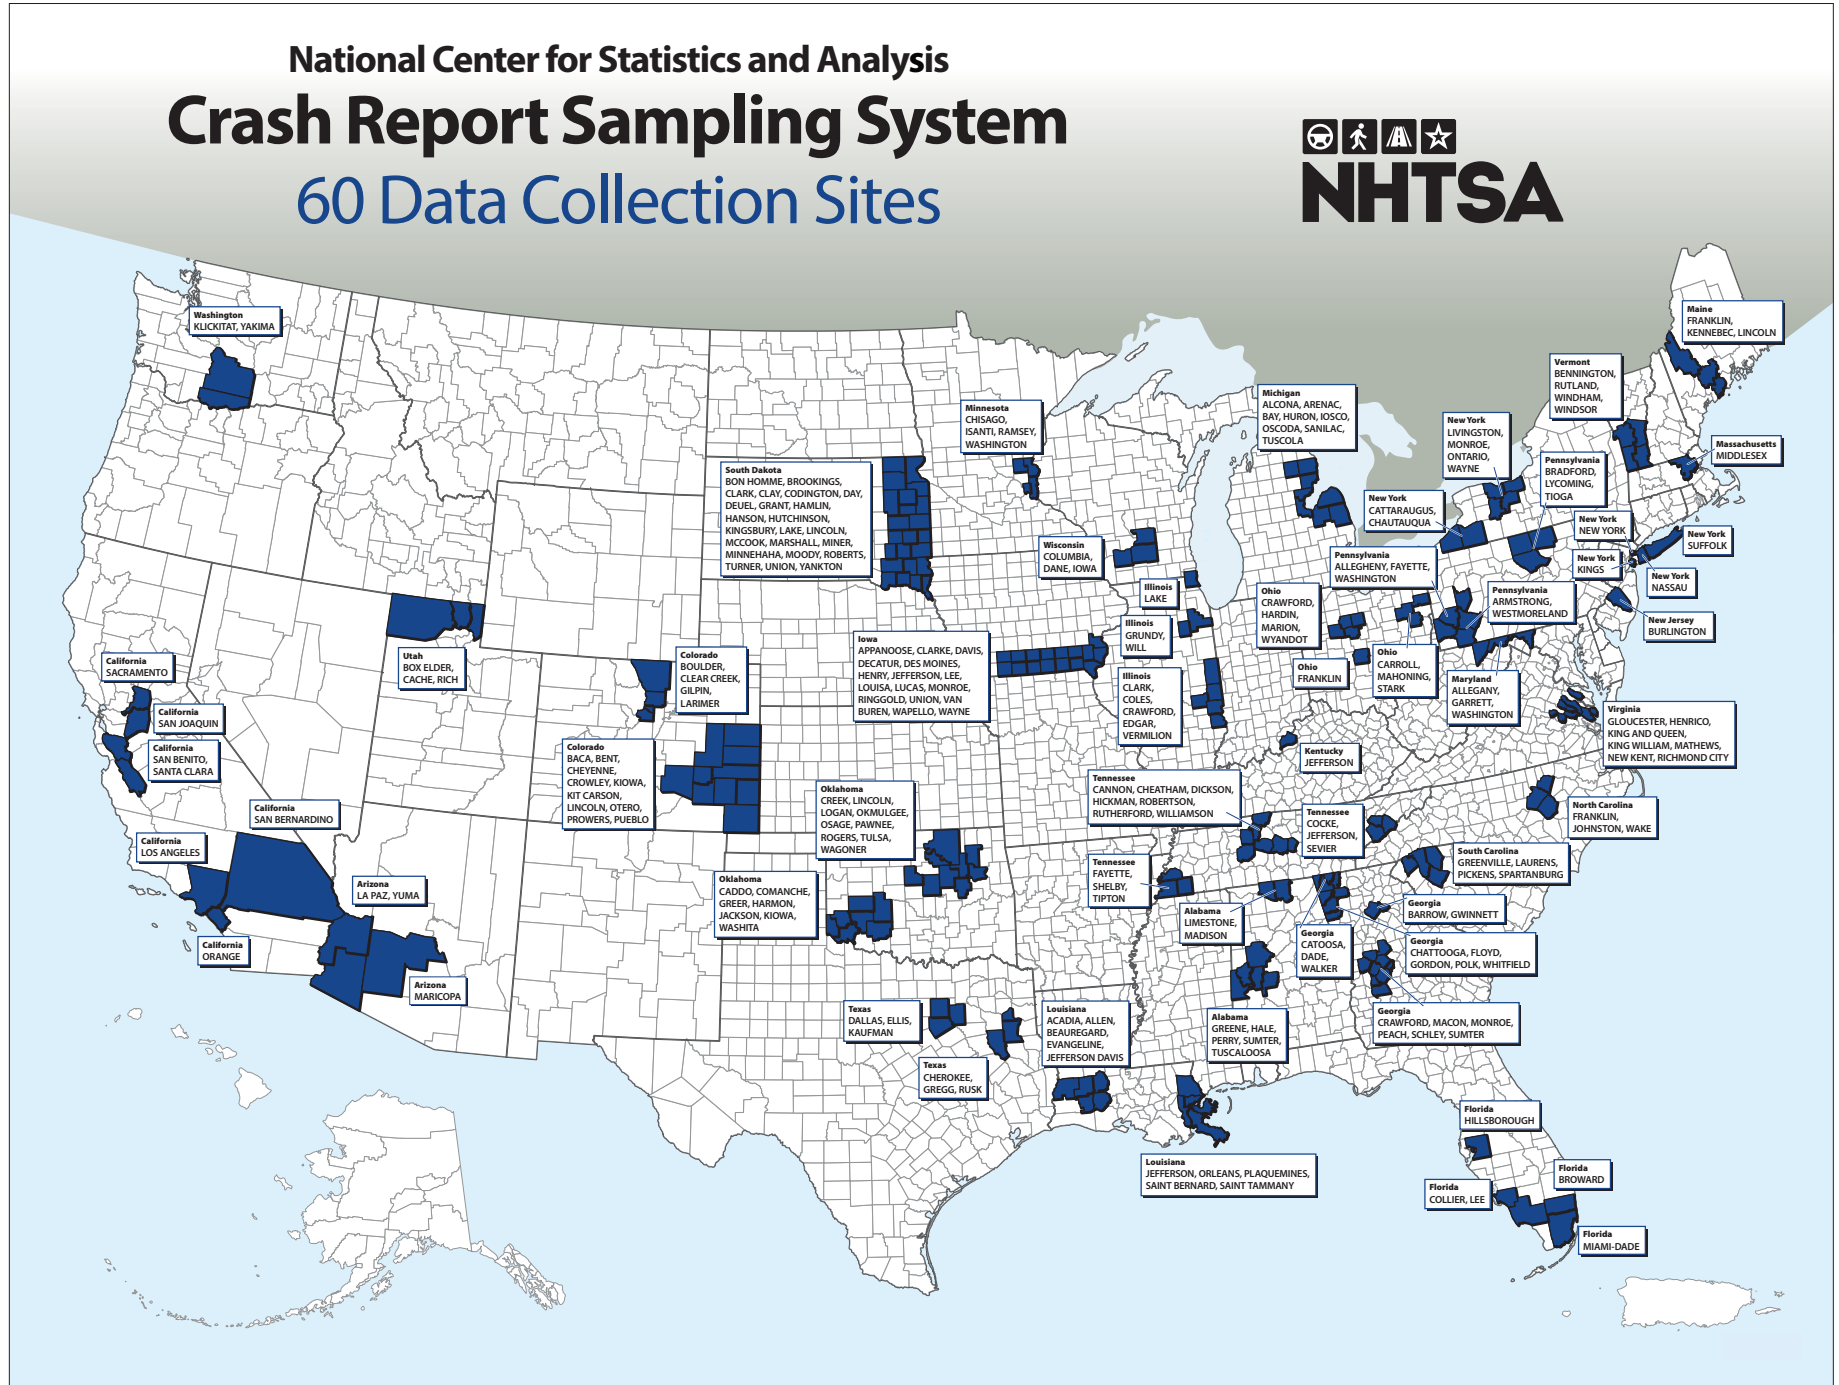 National Center for Statistics and Analysis
Crash Report Sampling System
60 Data Collection Sites
NHTSA
Washington
KLICKITAT, YAKIMA
Maine
FRANKLIN,
KENNEBEC, LINCOLN
Vermont
BENNINGTON,
RUTLAND,
WINDHAM,
WINDSOR
Michigan
ALCONA, ARENAC,
BAY, HURON, IOSCO,
OSCODA, SANILAC,
TUSCOLA
Minnesota
CHISAGO,
ISANTI, RAMSEY,
WASHINGTON
New York
LIVINGSTON,
MONROE,
ONTARIO,
WAYNE
Massachusetts
MIDDLESEX
Pennsylvania
BRADFORD,
LYCOMING,
TIOGA
South Dakota
BON HOMME, BROOKINGS,
CLARK, CLAY, CODINGTON, DAY,
DEUEL, GRANT, HAMLIN,
HANSON, HUTCHINSON,
KINGSBURY, LAKE, LINCOLN,
MCCOOK, MARSHALL, MINER,
MINNEHAHA, MOODY, ROBERTS,
TURNER, UNION, YANKTON
New York
CATTARAUGUS,
CHAUTAUQUA
New York
NEW YORK
New York
SUFFOLK
Wisconsin
COLUMBIA,
DANE, IOWA
Pennsylvania
ALLEGHENY, FAYETTE,
WASHINGTON
New York
KINGS
New York
NASSAU
Illinois
LAKE
Ohio
CRAWFORD,
HARDIN,
MARION,
WYANDOT
Pennsylvania
ARMSTRONG,
WESTMORELAND
New Jersey
BURLINGTON
Illinois
GRUNDY,
WILL
Iowa
APPANOOSE, CLARKE, DAVIS,
DECATUR, DES MOINES,
HENRY, JEFFERSON, LEE,
LOUISA, LUCAS, MONROE,
RINGGOLD, UNION, VAN
BUREN, WAPELLO, WAYNE
Utah
BOX ELDER,
CACHE, RICH
Colorado
BOULDER,
CLEAR CREEK,
GILPIN,
LARIMER
California
SACRAMENTO
Ohio
FRANKLIN
Ohio
CARROLL,
MAHONING,
STARK
Illinois
CLARK,
COLES,
CRAWFORD,
EDGAR,
VERMILION
Maryland
ALLEGANY,
GARRETT,
WASHINGTON
California
SAN JOAQUIN
Virginia
GLOUCESTER, HENRICO,
KING AND QUEEN,
KING WILLIAM, MATHEWS,
NEW KENT, RICHMOND CITY
California
SAN BENITO,
SANTA CLARA
Colorado
BACA, BENT,
CHEYENNE,
CROWLEY, KIOWA,
KIT CARSON,
LINCOLN, OTERO,
PROWERS, PUEBLO
Kentucky
JEFFERSON
Tennessee
CANNON, CHEATHAM, DICKSON,
HICKMAN, ROBERTSON,
RUTHERFORD, WILLIAMSON
Oklahoma
CREEK, LINCOLN,
LOGAN, OKMULGEE,
OSAGE, PAWNEE,
ROGERS, TULSA,
WAGONER
California
SAN BERNARDINO
North Carolina
FRANKLIN,
JOHNSTON, WAKE
Tennessee
COCKE,
JEFFERSON,
SEVIER
California
LOS ANGELES
South Carolina
GREENVILLE, LAURENS,
PICKENS, SPARTANBURG
Tennessee
FAYETTE,
SHELBY,
TIPTON
Oklahoma
CADDO, COMANCHE,
GREER, HARMON,
JACKSON, KIOWA,
WASHITA
Arizona
LA PAZ, YUMA
Georgia
BARROW, GWINNETT
Alabama
LIMESTONE,
MADISON
Georgia
CATOOSA,
DADE,
WALKER
Georgia
CHATTOOGA, FLOYD,
GORDON, POLK, WHITFIELD
California
ORANGE
Arizona
MARICOPA
Texas
DALLAS, ELLIS,
KAUFMAN
Louisiana
ACADIA, ALLEN,
BEAUREGARD,
EVANGELINE,
JEFFERSON DAVIS
Alabama
GREENE, HALE,
PERRY, SUMTER,
TUSCALOOSA
Georgia
CRAWFORD, MACON, MONROE,
PEACH, SCHLEY, SUMTER
Texas
CHEROKEE,
GREGG, RUSK
Florida
HILLSBOROUGH
Louisiana
JEFFERSON, ORLEANS, PLAQUEMINES,
SAINT BERNARD, SAINT TAMMANY
Florida
BROWARD
Florida
COLLIER, LEE
Florida
MIAMI-DADE